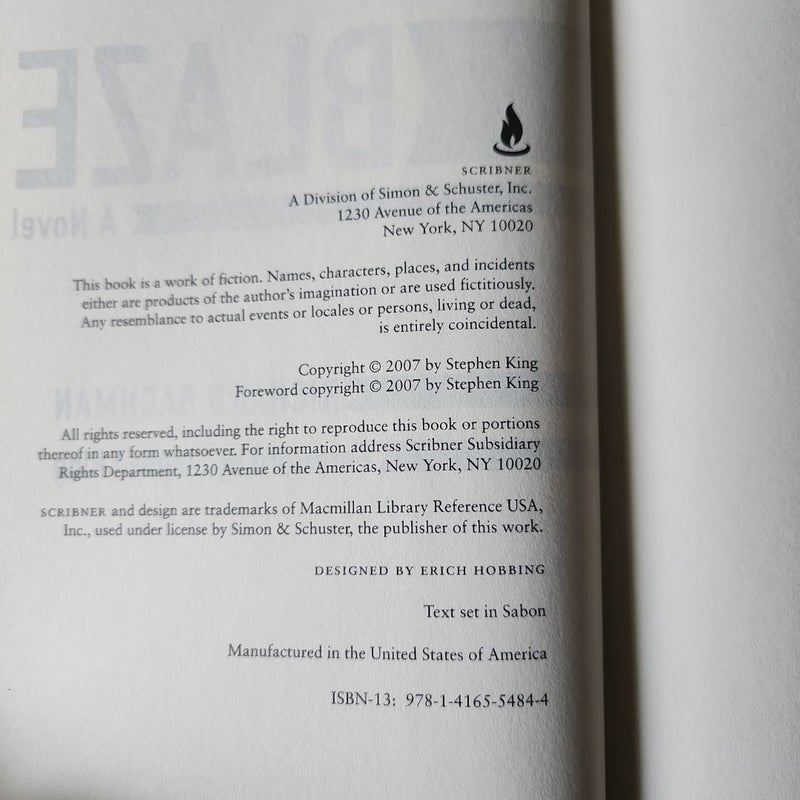 BLAZE
A Novel
BACHMAN
SCRIBNER
A Division of Simon & Schuster, Inc.
1230 Avenue of the Americas
New York, NY 10020
This book is a work of fiction. Names, characters, places, and incidents
either are products of the author's imagination or are used fictitiously.
Any resemblance to actual events or locales or persons, living or dead,
is entirely coincidental.
Copyright © 2007 by Stephen King
Foreword copyright © 2007 by Stephen King
All rights reserved, including the right to reproduce this book or portions
thereof in any form whatsoever. For information address Scribner Subsidiary
Rights Department, 1230 Avenue of the Americas, New York, NY 10020
SCRIBNER and design are trademarks of Macmillan Library Reference USA,
Inc., used under license by Simon & Schuster, the publisher of this work.
DESIGNED BY ERICH HOBBING
Text set in Sabon
Manufactured in the United States of America
ISBN-13: 978-1-4165-5484-4